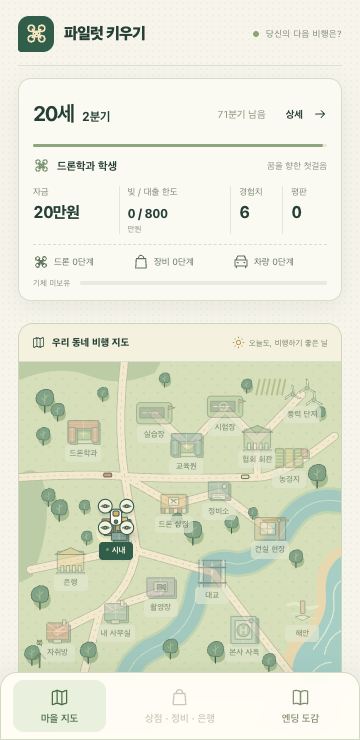 파일럿 키우기
당신의 다음 비행은?
20세 2분기
71분기 남음
상세 →
드론학과 학생
꿈을 향한 첫걸음
자금
빚 / 대출 한도
경험치
평판
20만원
0 / 800
만원
6
0
드론 0단계
장비 0단계
차량 0단계
기체 미보유
우리 동네 비행 지도
오늘도, 비행하기 좋은 날
풍력 단지
실습장
시험장
드론학과
교육원
협회 회관
농경지
정비소
드론 상점
시내
건설 현장
은행
대교
촬영장
내 사무실
해안
북
자취방
본사 사옥
마을 지도
상점 · 정비 · 은행
엔딩 도감